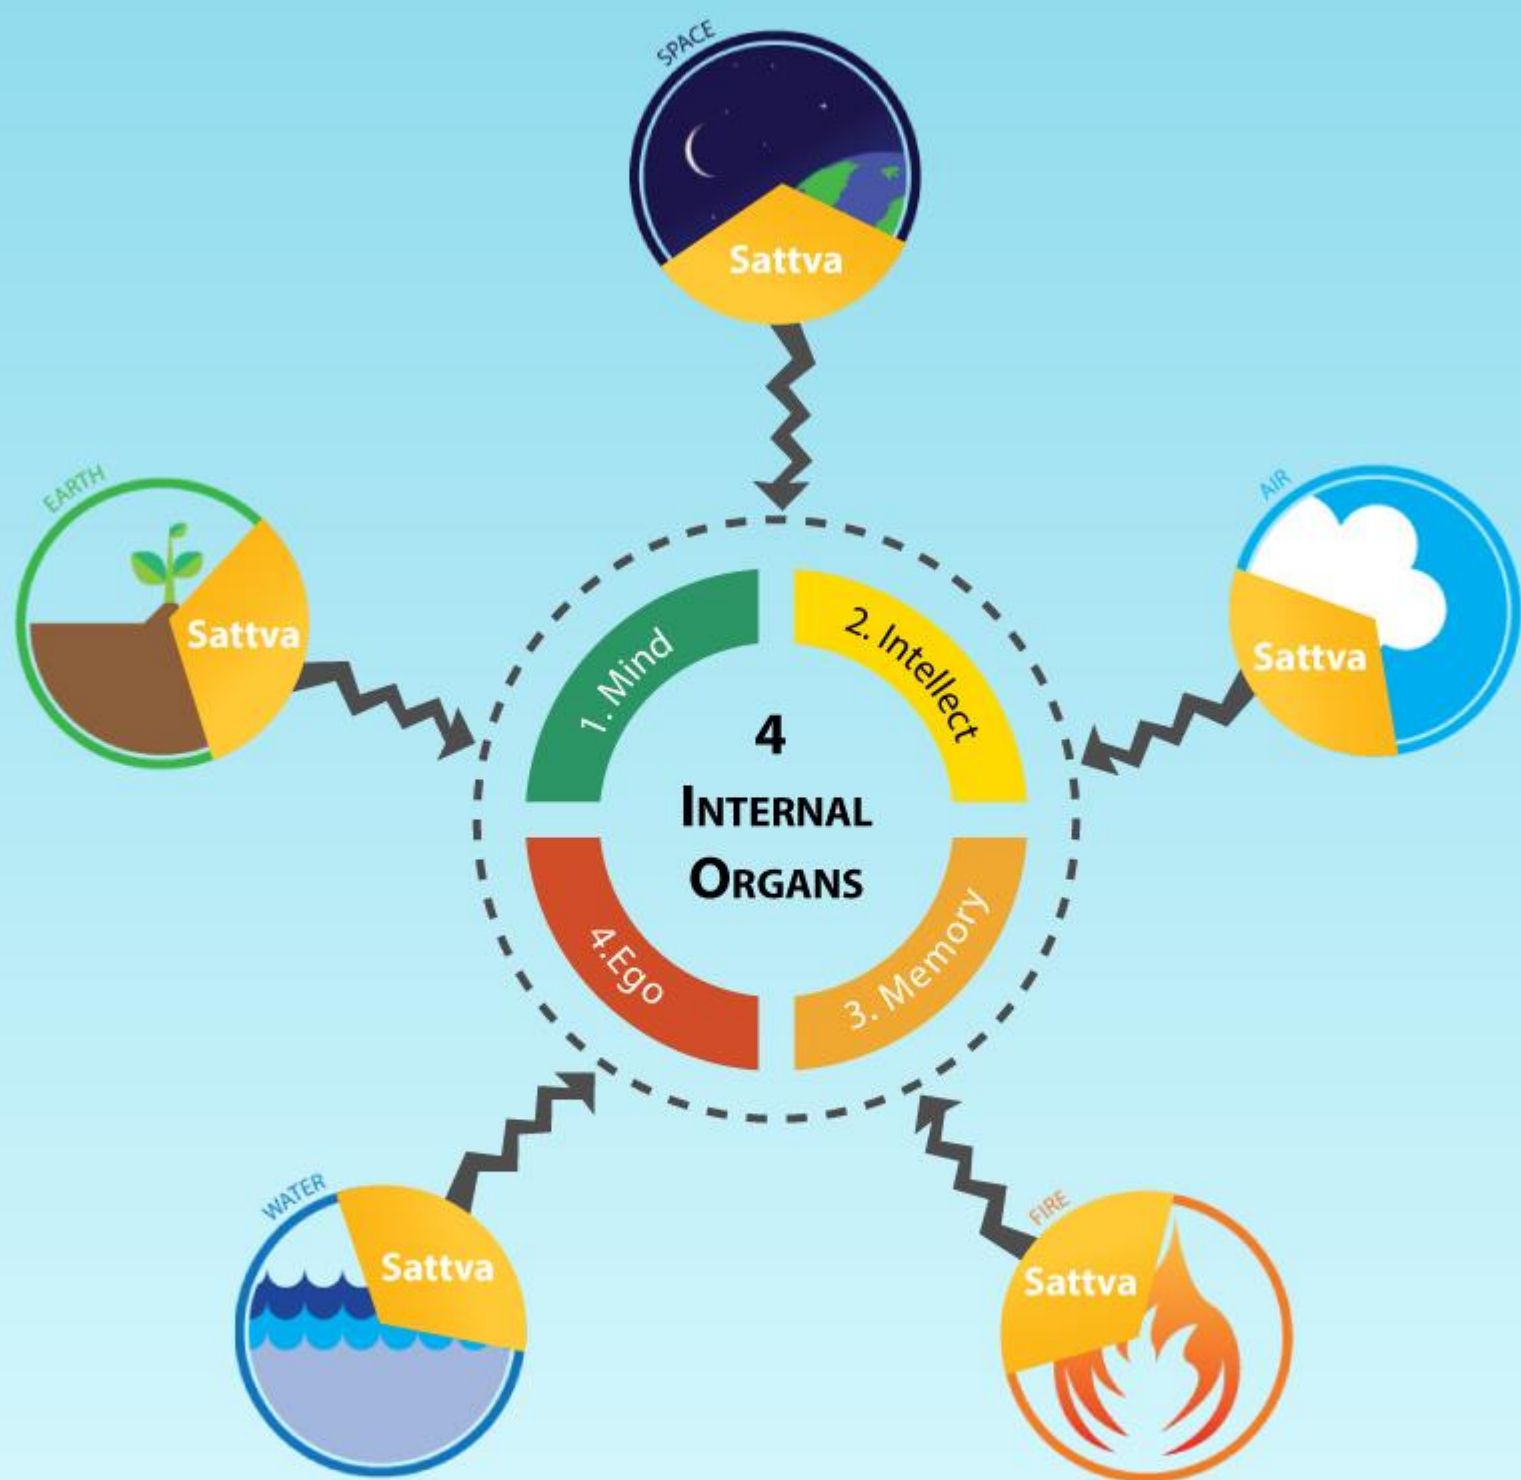 SPACE
Sattva
EARTH
Sattva
AIR
Sattva
1. Mind
2. Intellect
4
INTERNAL
ORGANS
4.Ego
3. Memory
WATER
Sattva
FIRE
Sattva